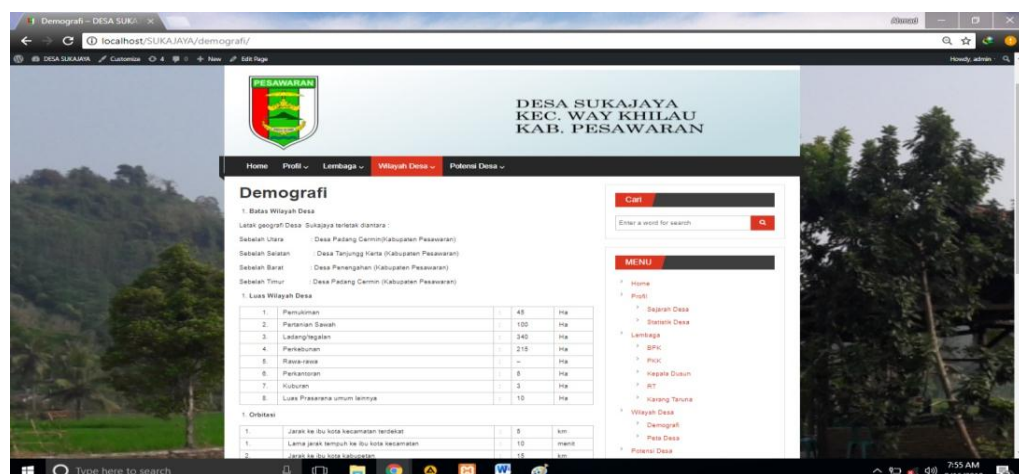 Demografi – DESA SUKA
Ahmad
localhost/SUKAJAYA/demografi/
DESA SUKAJAYA Customize 4 0 New Edit Page
Howdy, admin
PESAWARAN
DESA SUKAJAYA
KEC. WAY KHILAU
KAB. PESAWARAN
Home Profil Lembaga Wilayah Desa Potensi Desa
Demografi
1. Batas Wilayah Desa
Letak geografi Desa Sukajaya terletak diantara :
Sebelah Utara : Desa Padang Cermin(Kabupaten Pesawaran)
Sebelah Selatan : Desa Tanjungg Kerta (Kabupaten Pesawaran)
Sebelah Barat : Desa Penengahan (Kabupaten Pesawaran)
Sebelah Timur : Desa Padang Cermin (Kabupaten Pesawaran)
1. Luas Wilayah Desa
1. Pemukiman : 45 Ha
2. Pertanian Sawah : 100 Ha
3. Ladang/tegalan : 340 Ha
4. Perkebunan : 215 Ha
5. Rawa-rawa : – Ha
6. Perkantoran : 8 Ha
7. Kuburan : 3 Ha
8. Luas Prasarana umum lainnya : 10 Ha
1. Orbitasi
1. Jarak ke ibu kota kecamatan terdekat : 8 km
1. Lama jarak tempuh ke ibu kota kecamatan : 10 menit
2. Jarak ke ibu kota kabupaten : 15 km
Cari
Enter a word for search
MENU
Home
Profil
Sejarah Desa
Statistik Desa
Lembaga
BPK
PKK
Kepala Dusun
RT
Karang Taruna
Wilayah Desa
Demografi
Peta Desa
Potensi Desa
Type here to search
7:55 AM